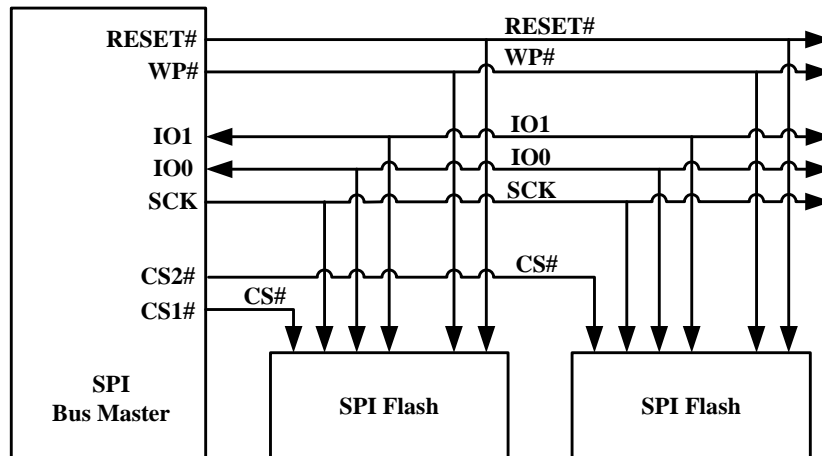 RESET#
RESET#
WP#
WP#
IO1
IO1
IO0
IO0
SCK
SCK
CS2#
CS#
CS1#
CS#
SPI
Bus Master
SPI Flash
SPI Flash